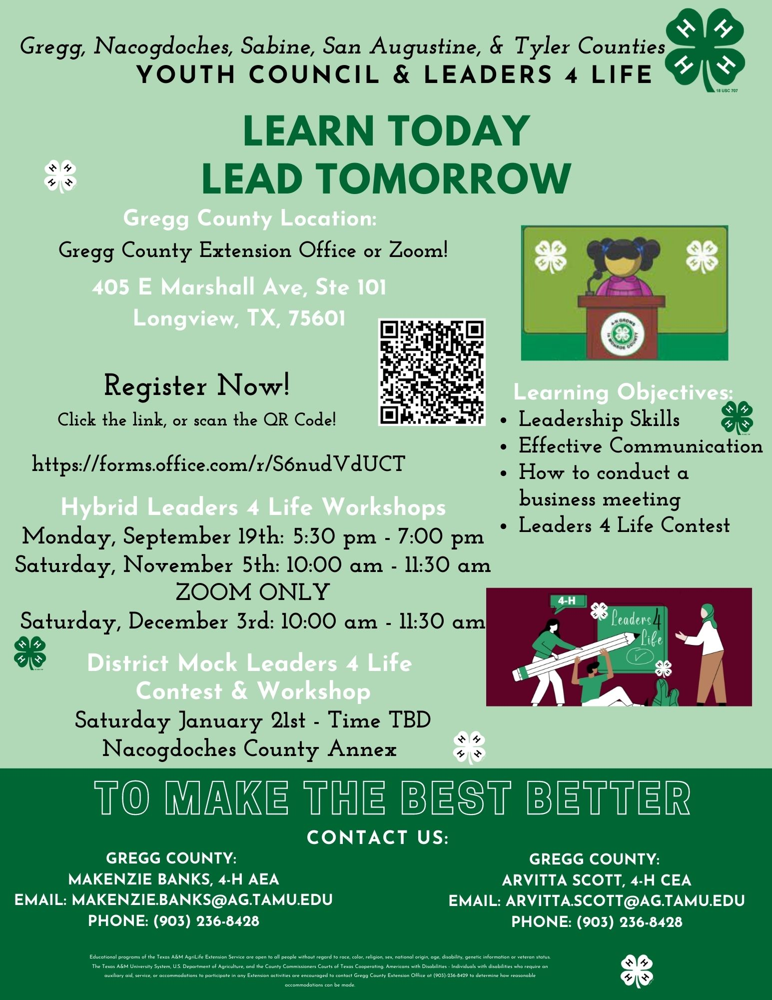 Gregg, Nacogdoches, Sabine, San Augustine, & Tyler Counties
YOUTH COUNCIL & LEADERS 4 LIFE
H H
H H
18 USC 707
LEARN TODAY
LEAD TOMORROW
H H
H H
Gregg County Location:
Gregg County Extension Office or Zoom!
405 E Marshall Ave, Ste 101
Longview, TX, 75601
H H
H H
H H
H H
4-H GROWS
IN MONROE COUNTY
Register Now!
Click the link, or scan the QR Code!
https://forms.office.com/r/S6nudVdUCT
Learning Objectives:
• Leadership Skills
• Effective Communication
• How to conduct a
business meeting
• Leaders 4 Life Contest
H H
H H
Hybrid Leaders 4 Life Workshops
Monday, September 19th: 5:30 pm - 7:00 pm
Saturday, November 5th: 10:00 am - 11:30 am
ZOOM ONLY
Saturday, December 3rd: 10:00 am - 11:30 am
4-H
H H
H H
Leaders 4
Life
H H
H H
H H
H H
District Mock Leaders 4 Life
Contest & Workshop
Saturday January 21st - Time TBD
Nacogdoches County Annex
H H
H H
TO MAKE THE BEST BETTER
CONTACT US:
GREGG COUNTY:
MAKENZIE BANKS, 4-H AEA
EMAIL: MAKENZIE.BANKS@AG.TAMU.EDU
PHONE: (903) 236-8428
GREGG COUNTY:
ARVITTA SCOTT, 4-H CEA
EMAIL: ARVITTA.SCOTT@AG.TAMU.EDU
PHONE: (903) 236-8428
Educational programs of the Texas A&M AgriLife Extension Service are open to all people without regard to race, color, religion, sex, national origin, age, disability, genetic information or veteran status.
The Texas A&M University System, U.S. Department of Agriculture, and the County Commissioners Courts of Texas Cooperating. Americans with Disabilities - Individuals with disabilities who require an
auxiliary aid, service, or accommodations to participate in any Extension activities are encouraged to contact Gregg County Extension Office at (903)-236-8429 to determine how reasonable
accommodations can be made.
H H
H H